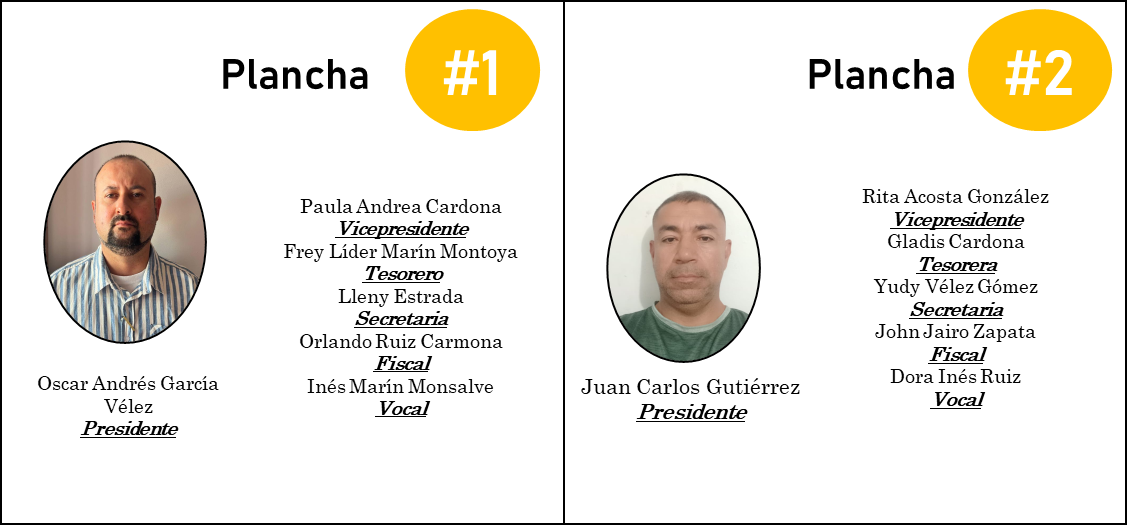 Plancha #1
Oscar Andrés García
Vélez
Presidente
Paula Andrea Cardona
Vicepresidente
Frey Líder Marín Montoya
Tesorero
Lleny Estrada
Secretaria
Orlando Ruiz Carmona
Fiscal
Inés Marín Monsalve
Vocal
Plancha #2
Juan Carlos Gutiérrez
Presidente
Rita Acosta González
Vicepresidente
Gladis Cardona
Tesorera
Yudy Vélez Gómez
Secretaria
John Jairo Zapata
Fiscal
Dora Inés Ruiz
Vocal